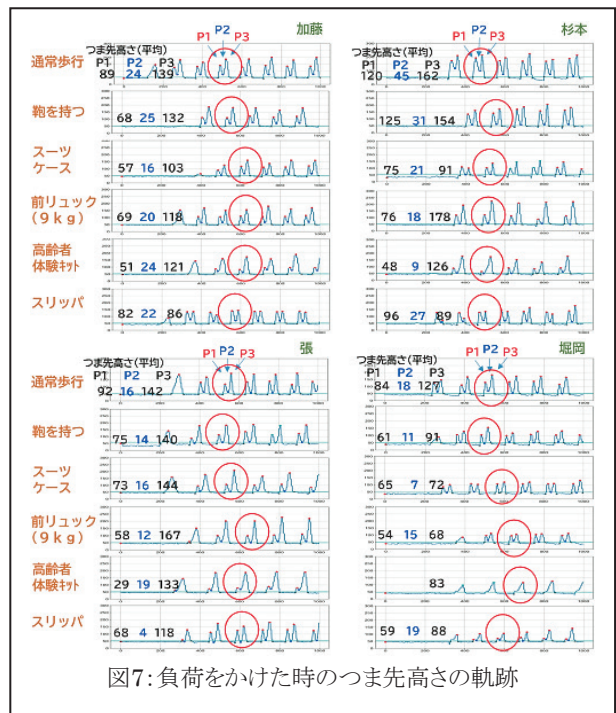 加藤
P1 P2 P3
つま先高さ(平均)
P1 P2 P3
通常歩行 89 24 139
鞄を持つ 68 25 132
スーツ
ケース 57 16 103
前リュック
(9kg) 69 20 118
高齢者
体験キット 51 24 121
スリッパ 82 22 86
杉本
P1 P2 P3
つま先高さ(平均)
P1 P2 P3
120 45 162
125 31 154
75 21 91
76 18 178
48 9 126
96 27 89
張
P1 P2 P3
つま先高さ(平均)
P1 P2 P3
通常歩行 92 16 142
鞄を持つ 75 14 140
スーツ
ケース 73 16 144
前リュック
(9kg) 58 12 167
高齢者
体験キット 29 19 133
スリッパ 68 4 118
堀岡
P1 P2 P3
つま先高さ(平均)
P1 P2 P3
84 18 127
61 11 91
65 7 72
54 15 68
83
59 19 88
図7:負荷をかけた時のつま先高さの軌跡